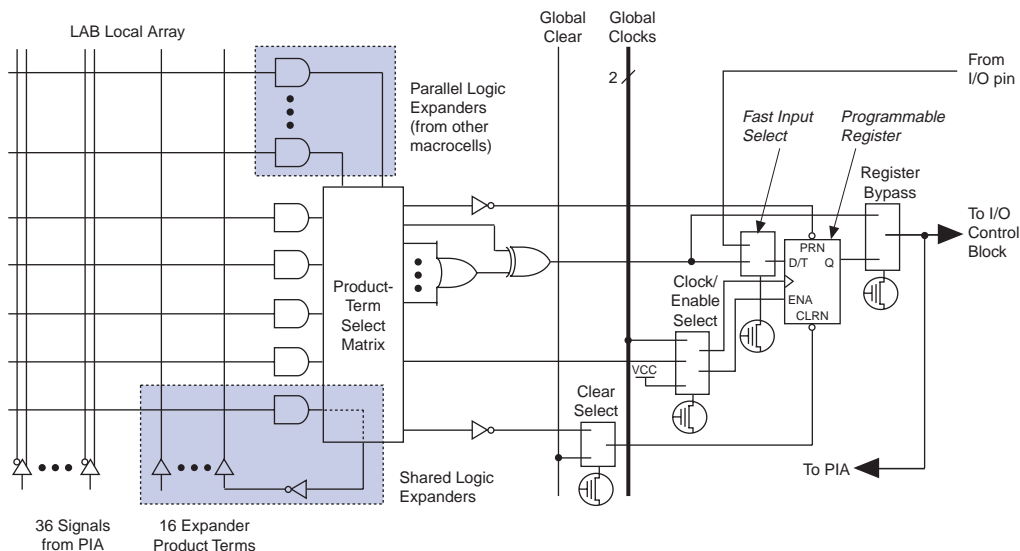 LAB Local Array
Global
Clear
Global
Clocks
2
From
I/O pin
Parallel Logic
Expanders
(from other
macrocells)
Fast Input
Select
Programmable
Register
Register
Bypass
To I/O
Control
Block
PRN
D/T
Q
ENA
CLRN
Product-
Term
Select
Matrix
Clock/
Enable
Select
VCC
Clear
Select
To PIA
Shared Logic
Expanders
36 Signals
from PIA
16 Expander
Product Terms